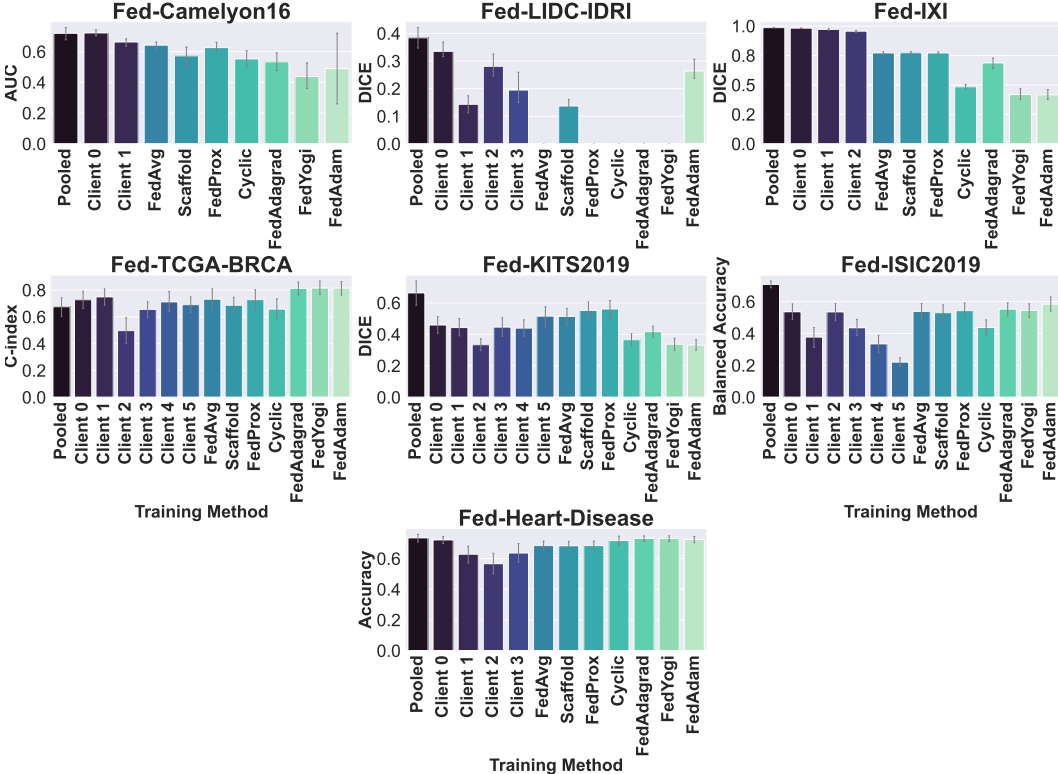 Fed-Camelyon16
AUC
0.6
0.4
0.2
0.0
Pooled
Client 0
Client 1
FedAvg
Scaffold
FedProx
Cyclic
FedAdagrad
FedYogi
FedAdam
Fed-LIDC-IDRI
DICE
0.4
0.3
0.2
0.1
0.0
Pooled
Client 0
Client 1
Client 2
Client 3
FedAvg
Scaffold
FedProx
Cyclic
FedAdagrad
FedYogi
FedAdam
Fed-IXI
DICE
1.0
0.8
0.5
0.2
0.0
Pooled
Client 0
Client 1
Client 2
FedAvg
Scaffold
FedProx
Cyclic
FedAdagrad
FedYogi
FedAdam
Fed-TCGA-BRCA
C-index
0.8
0.6
0.4
0.2
0.0
Pooled
Client 0
Client 1
Client 2
Client 3
Client 4
Client 5
FedAvg
Scaffold
FedProx
Cyclic
FedAdagrad
FedYogi
FedAdam
Training Method
Fed-KITS2019
DICE
0.6
0.4
0.2
0.0
Pooled
Client 0
Client 1
Client 2
Client 3
Client 4
Client 5
FedAvg
Scaffold
FedProx
Cyclic
FedAdagrad
FedYogi
FedAdam
Fed-ISIC2019
Balanced Accuracy
0.6
0.4
0.2
0.0
Pooled
Client 0
Client 1
Client 2
Client 3
Client 4
Client 5
FedAvg
Scaffold
FedProx
Cyclic
FedAdagrad
FedYogi
FedAdam
Training Method
Fed-Heart-Disease
Accuracy
0.6
0.4
0.2
0.0
Pooled
Client 0
Client 1
Client 2
Client 3
FedAvg
Scaffold
FedProx
Cyclic
FedAdagrad
FedYogi
FedAdam
Training Method